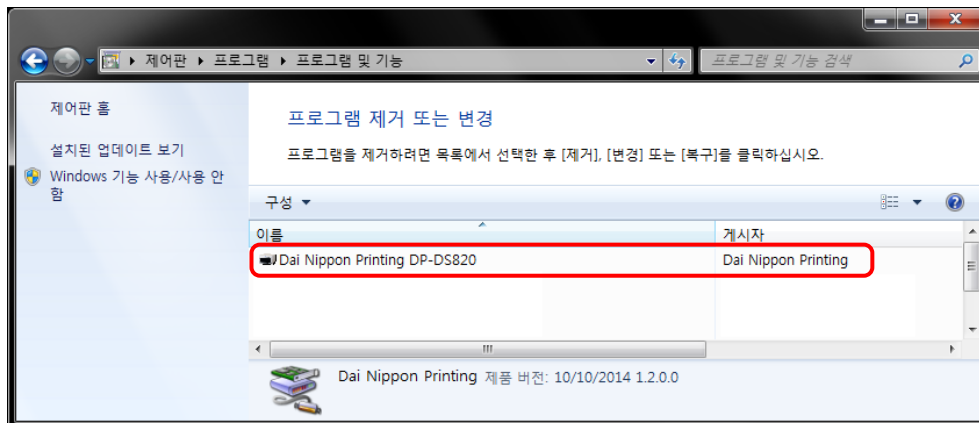 제어판 ▸ 프로그램 ▸ 프로그램 및 기능
프로그램 및 기능 검색
제어판 홈
설치된 업데이트 보기
Windows 기능 사용/사용 안
함
프로그램 제거 또는 변경
프로그램을 제거하려면 목록에서 선택한 후 [제거], [변경] 또는 [복구]를 클릭하십시오.
구성
이름 게시자
Dai Nippon Printing DP-DS820 Dai Nippon Printing
Dai Nippon Printing 제품 버전: 10/10/2014 1.2.0.0